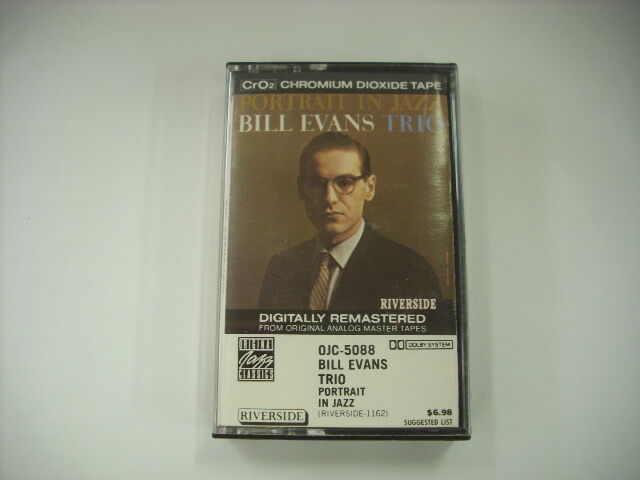 CrO2 CHROMIUM DIOXIDE TAPE
PORTRAIT IN JAZZ
BILL EVANS TRIO
RIVERSIDE
DIGITALLY REMASTERED
FROM ORIGINAL ANALOG MASTER TAPES
ORIGINAL
Jazz
CLASSICS
OJC-5088
DOLBY SYSTEM
BILL EVANS
TRIO
PORTRAIT
IN JAZZ
(RIVERSIDE-1162)
RIVERSIDE
$6.98
SUGGESTED LIST